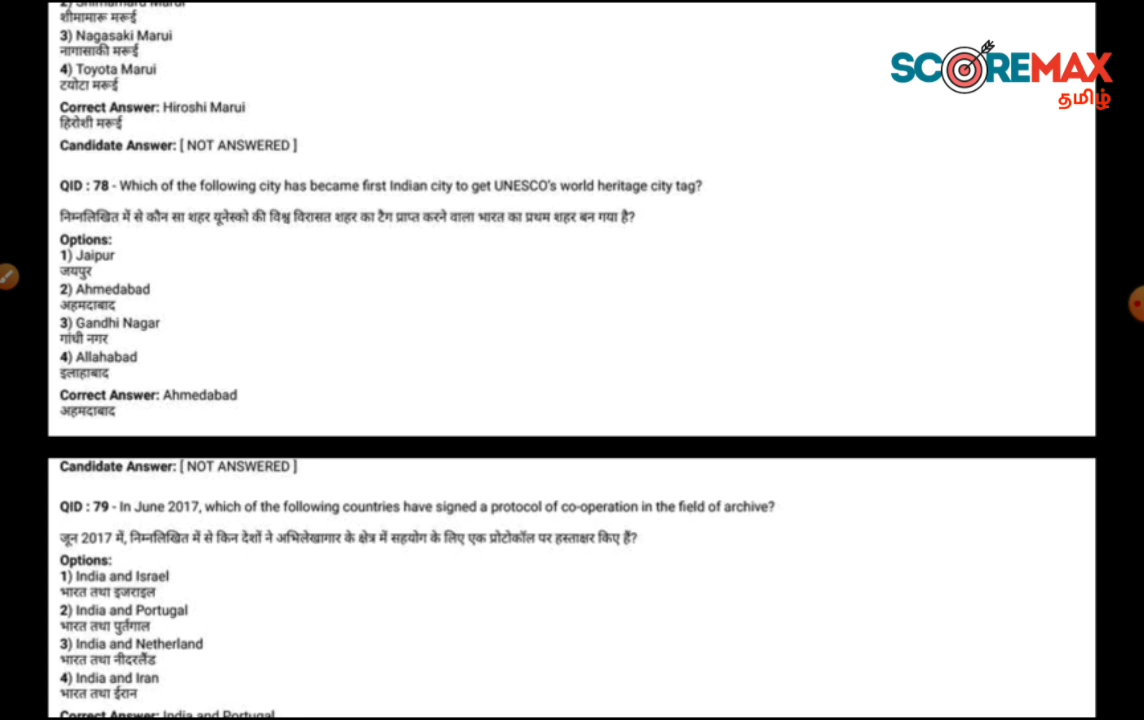 2) Shimamaru Marui
शीमामारू मरूई
3) Nagasaki Marui
नागासाकी मरूई
4) Toyota Marui
टयोटा मरूई
Correct Answer: Hiroshi Marui
हिरोशी मरूई
Candidate Answer: [ NOT ANSWERED ]
SCOREMAX
தமிழ்
QID : 78 - Which of the following city has became first Indian city to get UNESCO's world heritage city tag?
निम्नलिखित में से कौन सा शहर यूनेस्को की विश्व विरासत शहर का टैग प्राप्त करने वाला भारत का प्रथम शहर बन गया है?
Options:
1) Jaipur
जयपुर
2) Ahmedabad
अहमदाबाद
3) Gandhi Nagar
गांधी नगर
4) Allahabad
इलाहाबाद
Correct Answer: Ahmedabad
अहमदाबाद
Candidate Answer: [ NOT ANSWERED ]
QID : 79 - In June 2017, which of the following countries have signed a protocol of co-operation in the field of archive?
जून 2017 में, निम्नलिखित में से किन देशों ने अभिलेखागार के क्षेत्र में सहयोग के लिए एक प्रोटोकॉल पर हस्ताक्षर किए हैं?
Options:
1) India and Israel
भारत तथा इजराइल
2) India and Portugal
भारत तथा पुर्तगाल
3) India and Netherland
भारत तथा नीदरलैंड
4) India and Iran
भारत तथा ईरान
Correct Answer: India and Portugal